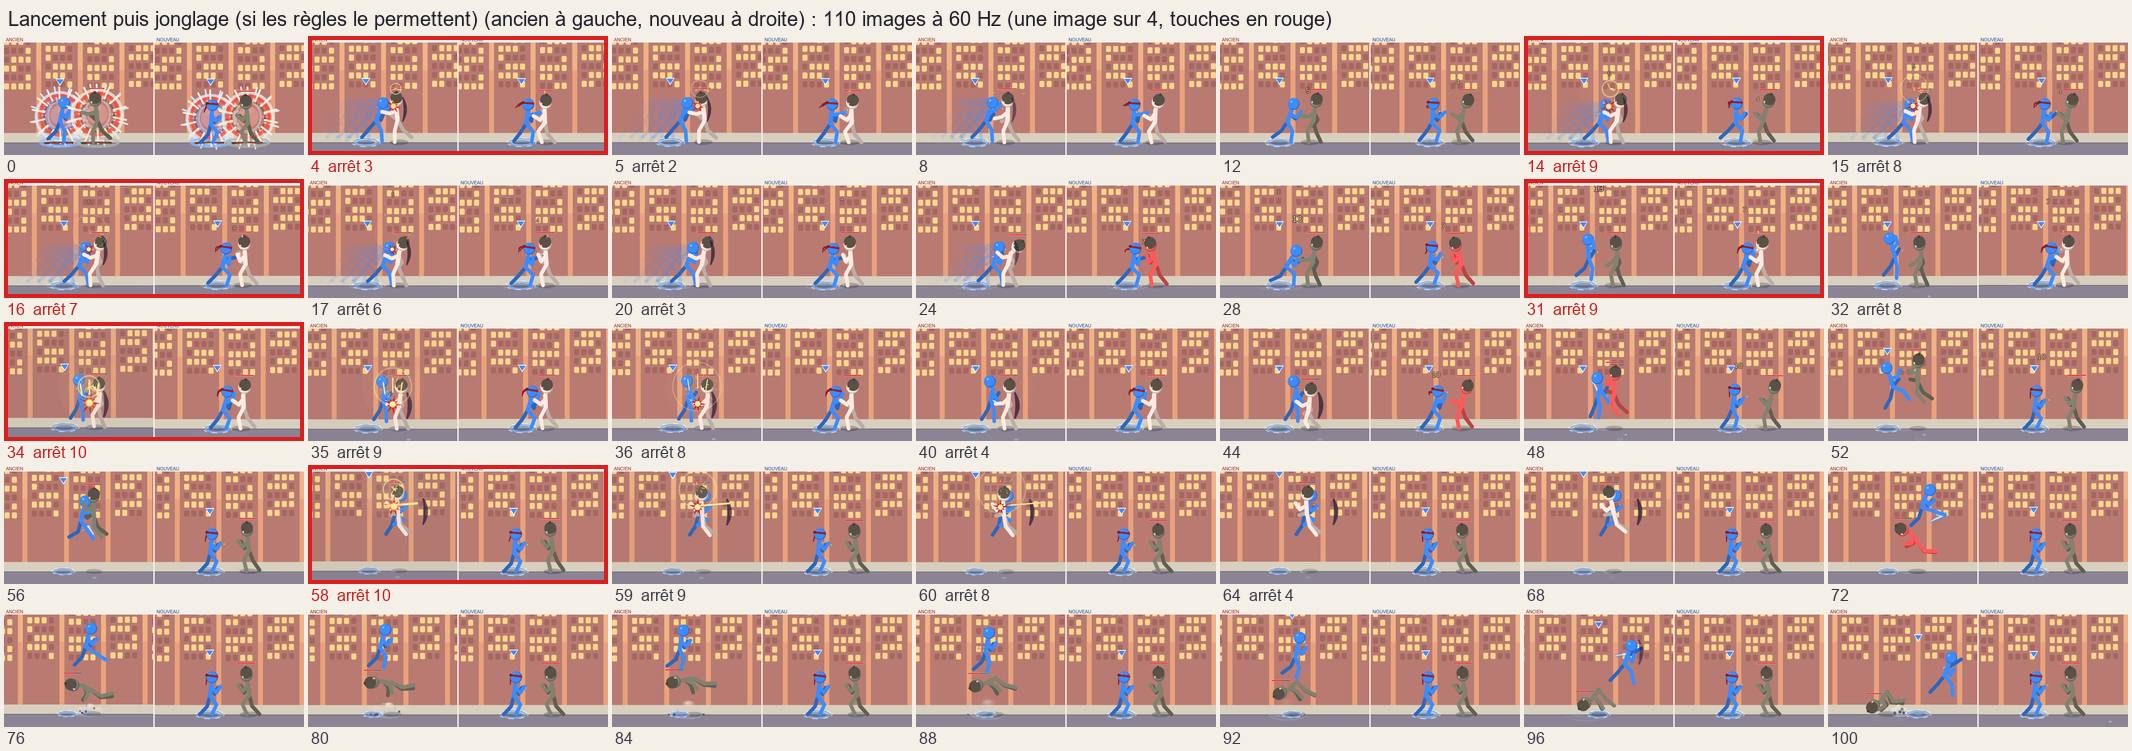 Lancement puis jonglage (si les règles le permettent) (ancien à gauche, nouveau à droite) : 110 images à 60 Hz (une image sur 4, touches en rouge)
ANCIEN NOUVEAU
0 4 arrêt 3 5 arrêt 2 8 12 14 arrêt 9 15 arrêt 8
16 arrêt 7 17 arrêt 6 20 arrêt 3 24 28 31 arrêt 9 32 arrêt 8
34 arrêt 10 35 arrêt 9 36 arrêt 8 40 arrêt 4 44 48 52
56 58 arrêt 10 59 arrêt 9 60 arrêt 8 64 arrêt 4 68 72
76 80 84 88 92 96 100